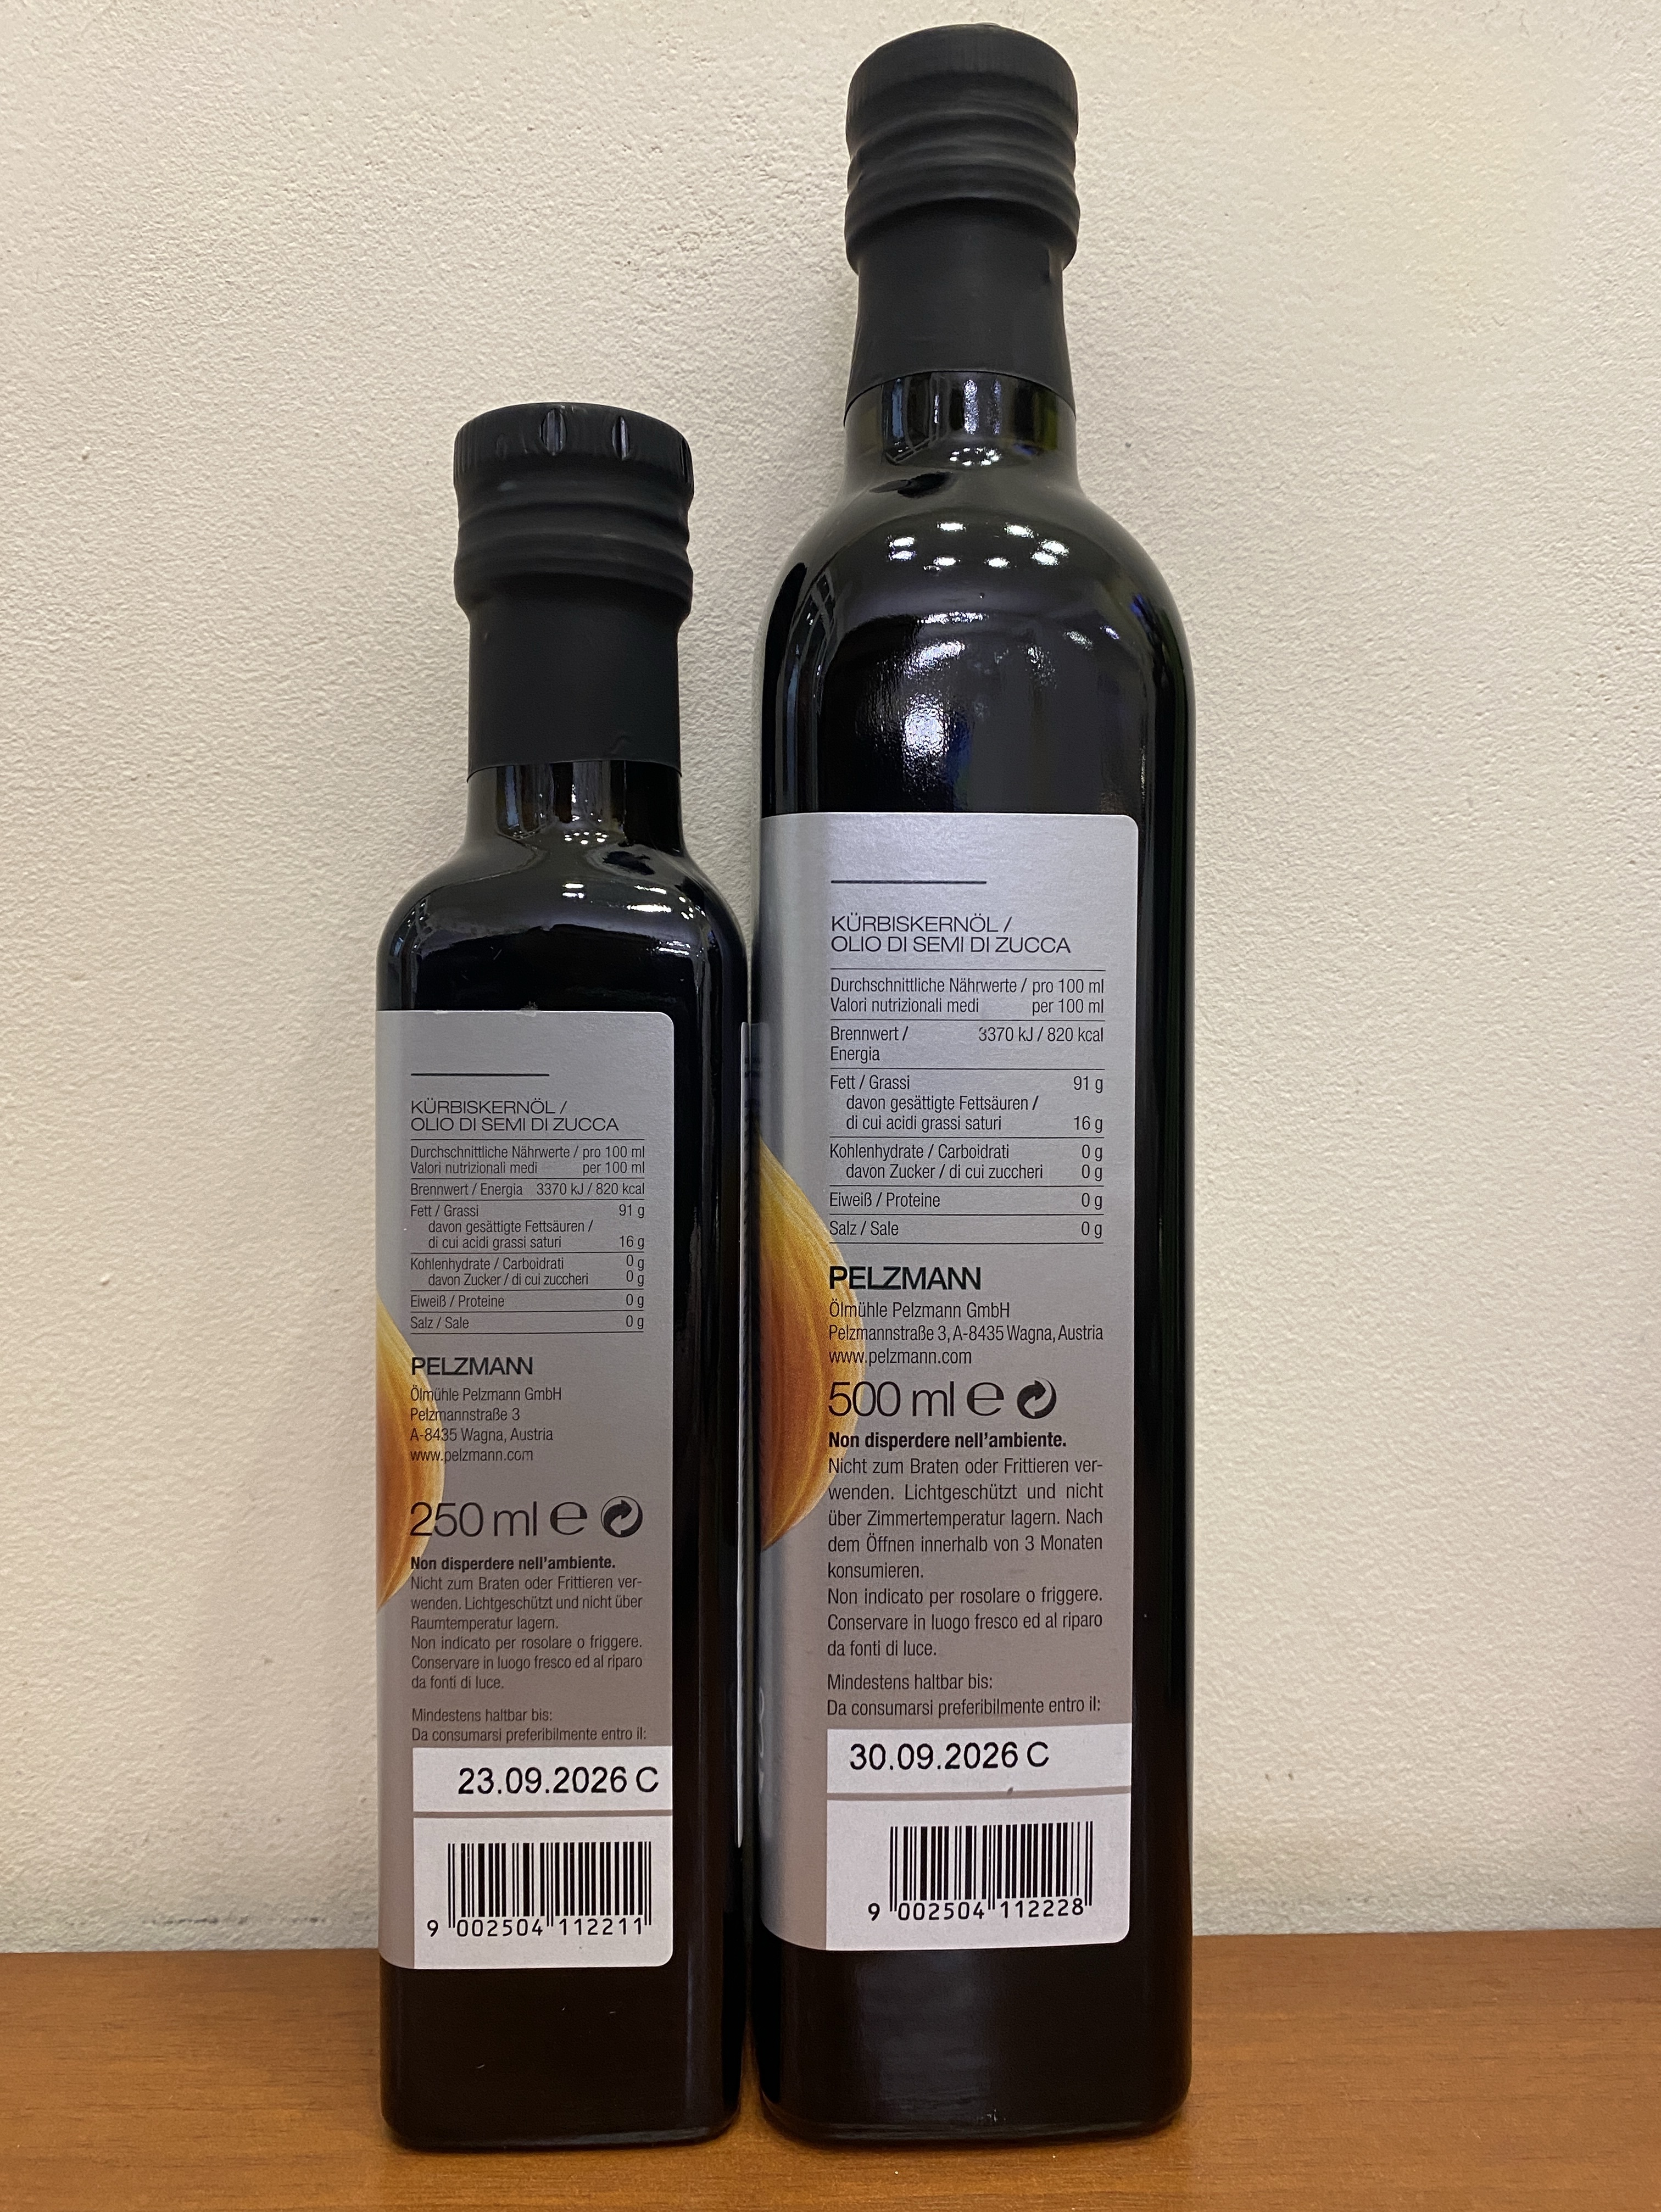 KÜRBISKERNÖL /
OLIO DI SEMI DI ZUCCA
Durchschnittliche Nährwerte / pro 100 ml
Valori nutrizionali medi per 100 ml
Brennwert / Energia 3370 kJ / 820 kcal
Fett / Grassi 91 g
davon gesättigte Fettsäuren /
di cui acidi grassi saturi 16 g
Kohlenhydrate / Carboidrati 0 g
davon Zucker / di cui zuccheri 0 g
Eiweiß / Proteine 0 g
Salz / Sale 0 g
PELZMANN
Ölmühle Pelzmann GmbH
Pelzmannstraße 3
A-8435 Wagna, Austria
www.pelzmann.com
250 ml ℮
Non disperdere nell'ambiente.
Nicht zum Braten oder Frittieren ver-
wenden. Lichtgeschützt und nicht über
Raumtemperatur lagern.
Non indicato per rosolare o friggere.
Conservare in luogo fresco ed al riparo
da fonti di luce.
Mindestens haltbar bis:
Da consumarsi preferibilmente entro il:
23.09.2026 C
9 002504 112211
KÜRBISKERNÖL /
OLIO DI SEMI DI ZUCCA
Durchschnittliche Nährwerte / pro 100 ml
Valori nutrizionali medi per 100 ml
Brennwert / 3370 kJ / 820 kcal
Energia
Fett / Grassi 91 g
davon gesättigte Fettsäuren /
di cui acidi grassi saturi 16 g
Kohlenhydrate / Carboidrati 0 g
davon Zucker / di cui zuccheri 0 g
Eiweiß / Proteine 0 g
Salz / Sale 0 g
PELZMANN
Ölmühle Pelzmann GmbH
Pelzmannstraße 3, A-8435 Wagna, Austria
www.pelzmann.com
500 ml ℮
Non disperdere nell'ambiente.
Nicht zum Braten oder Frittieren ver-
wenden. Lichtgeschützt und nicht
über Zimmertemperatur lagern. Nach
dem Öffnen innerhalb von 3 Monaten
konsumieren.
Non indicato per rosolare o friggere.
Conservare in luogo fresco ed al riparo
da fonti di luce.
Mindestens haltbar bis:
Da consumarsi preferibilmente entro il:
30.09.2026 C
9 002504 112228